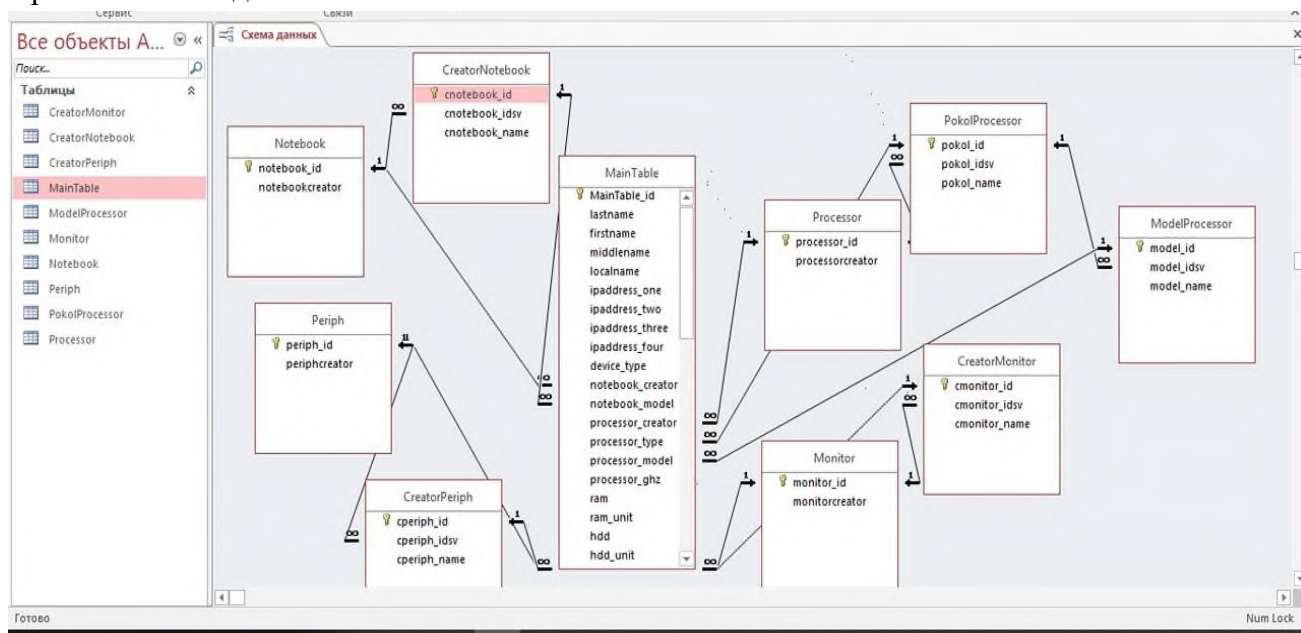 Сервис
Связи
Все объекты A...
Поиск...
Таблицы
CreatorMonitor
CreatorNotebook
CreatorPeriph
MainTable
ModelProcessor
Monitor
Notebook
Periph
PokolProcessor
Processor
Схема данных
CreatorNotebook
cnotebook_id
cnotebook_idsv
cnotebook_name
Notebook
notebook_id
notebookcreator
Periph
periph_id
periphcreator
CreatorPeriph
cperiph_id
cperiph_idsv
cperiph_name
MainTable
MainTable_id
lastname
firstname
middlename
localname
ipaddress_one
ipaddress_two
ipaddress_three
ipaddress_four
device_type
notebook_creator
notebook_model
processor_creator
processor_type
processor_model
processor_ghz
ram
ram_unit
hdd
hdd_unit
Processor
processor_id
processorcreator
PokolProcessor
pokol_id
pokol_idsv
pokol_name
ModelProcessor
model_id
model_idsv
model_name
CreatorMonitor
cmonitor_id
cmonitor_idsv
cmonitor_name
Monitor
monitor_id
monitorcreator
Готово
Num Lock